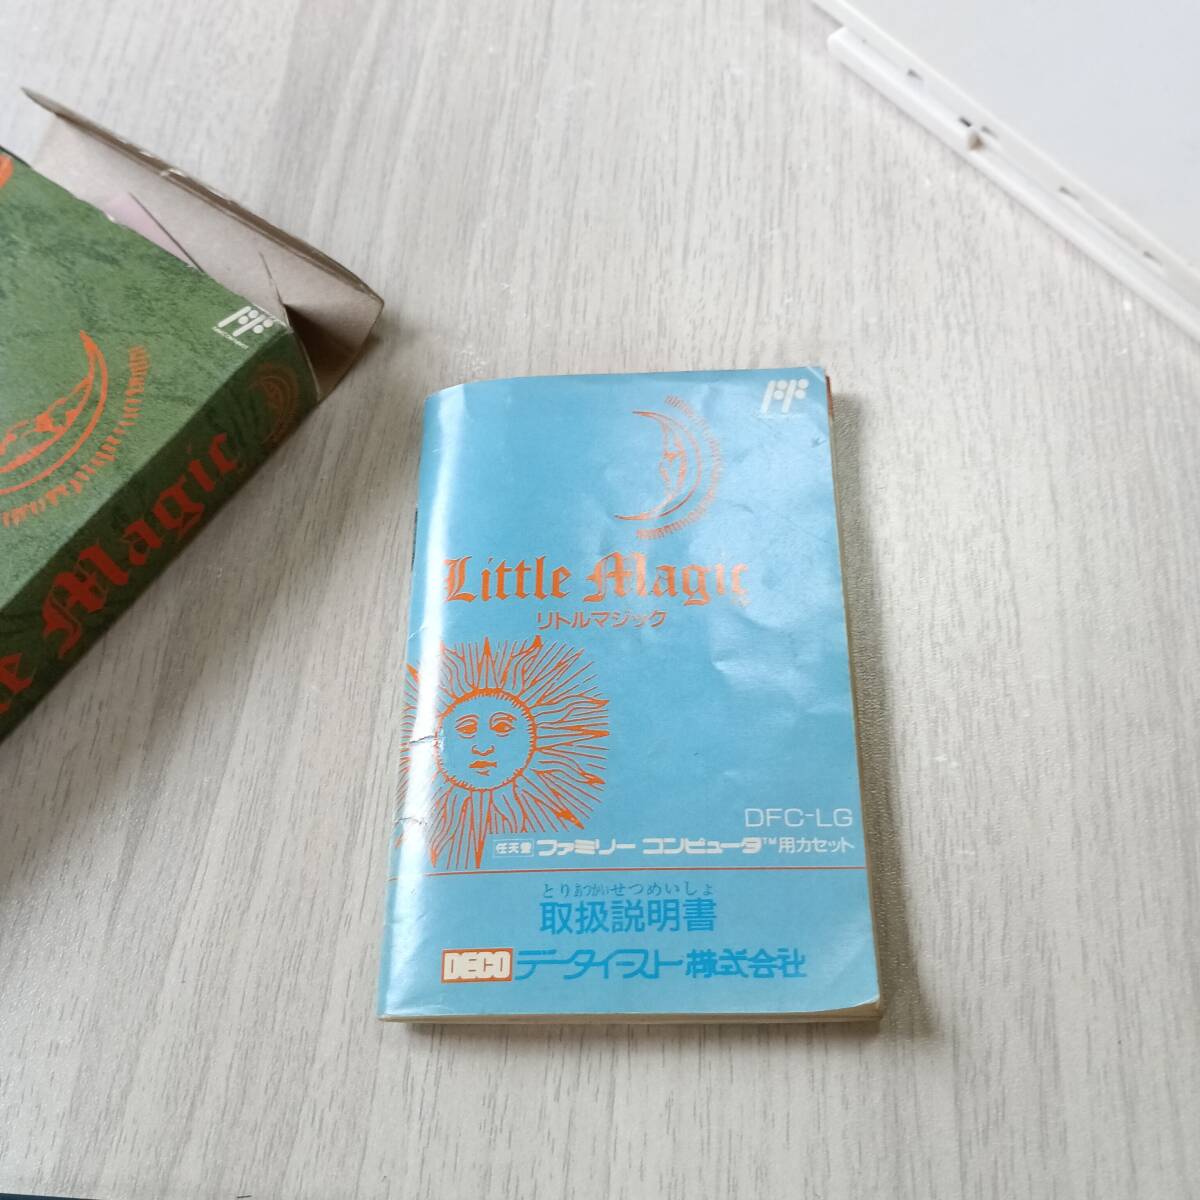 Little Magic
リトルマジック
DFC-LG
任天堂 ファミリー コンピュータ™用カセット
とりあつかいせつめいしょ
取扱説明書
DECO データイースト株式会社
le Magic